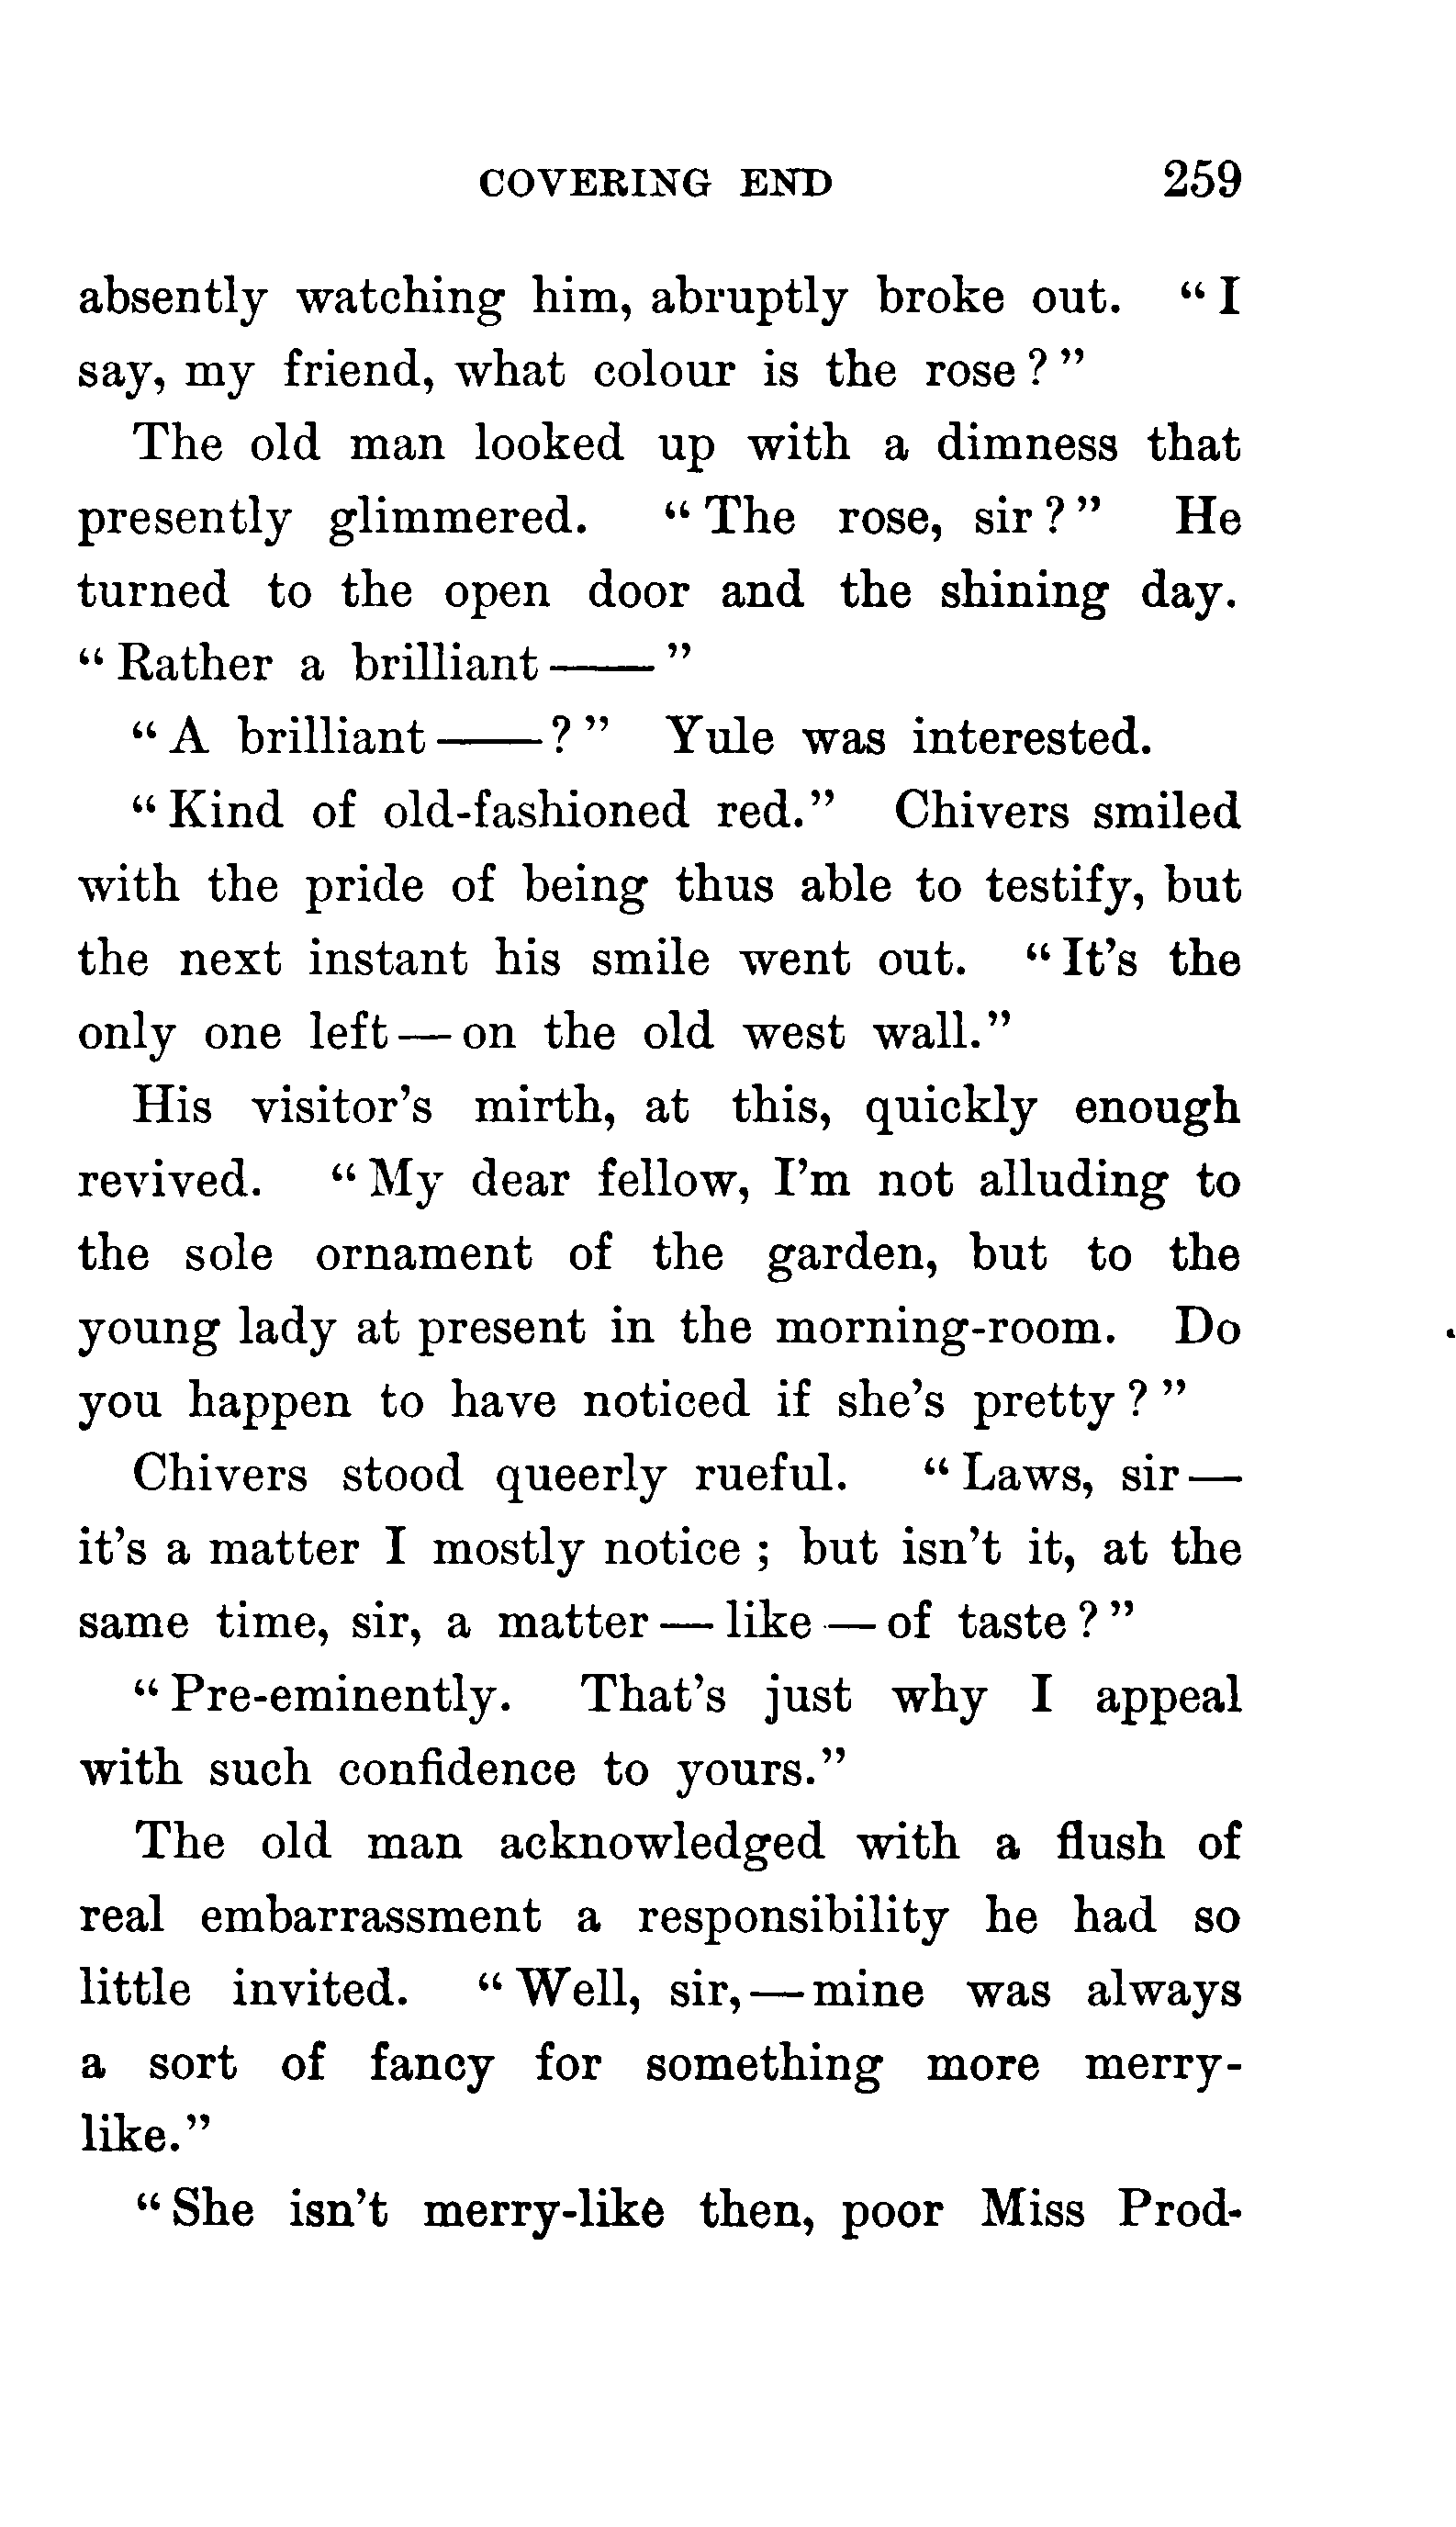 COVERING END 259
absently watching him, abruptly broke out. “I
say, my friend, what colour is the rose?”
The old man looked up with a dimness that
presently glimmered. “The rose, sir?” He
turned to the open door and the shining day.
“Rather a brilliant——”
“A brilliant——?” Yule was interested.
“Kind of old-fashioned red.” Chivers smiled
with the pride of being thus able to testify, but
the next instant his smile went out. “It’s the
only one left—on the old west wall.”
His visitor’s mirth, at this, quickly enough
revived. “My dear fellow, I’m not alluding to
the sole ornament of the garden, but to the
young lady at present in the morning-room. Do
you happen to have noticed if she’s pretty?”
Chivers stood queerly rueful. “Laws, sir—
it’s a matter I mostly notice; but isn’t it, at the
same time, sir, a matter—like—of taste?”
“Pre-eminently. That’s just why I appeal
with such confidence to yours.”
The old man acknowledged with a flush of
real embarrassment a responsibility he had so
little invited. “Well, sir,—mine was always
a sort of fancy for something more merry-
like.”
“She isn’t merry-like then, poor Miss Prod-